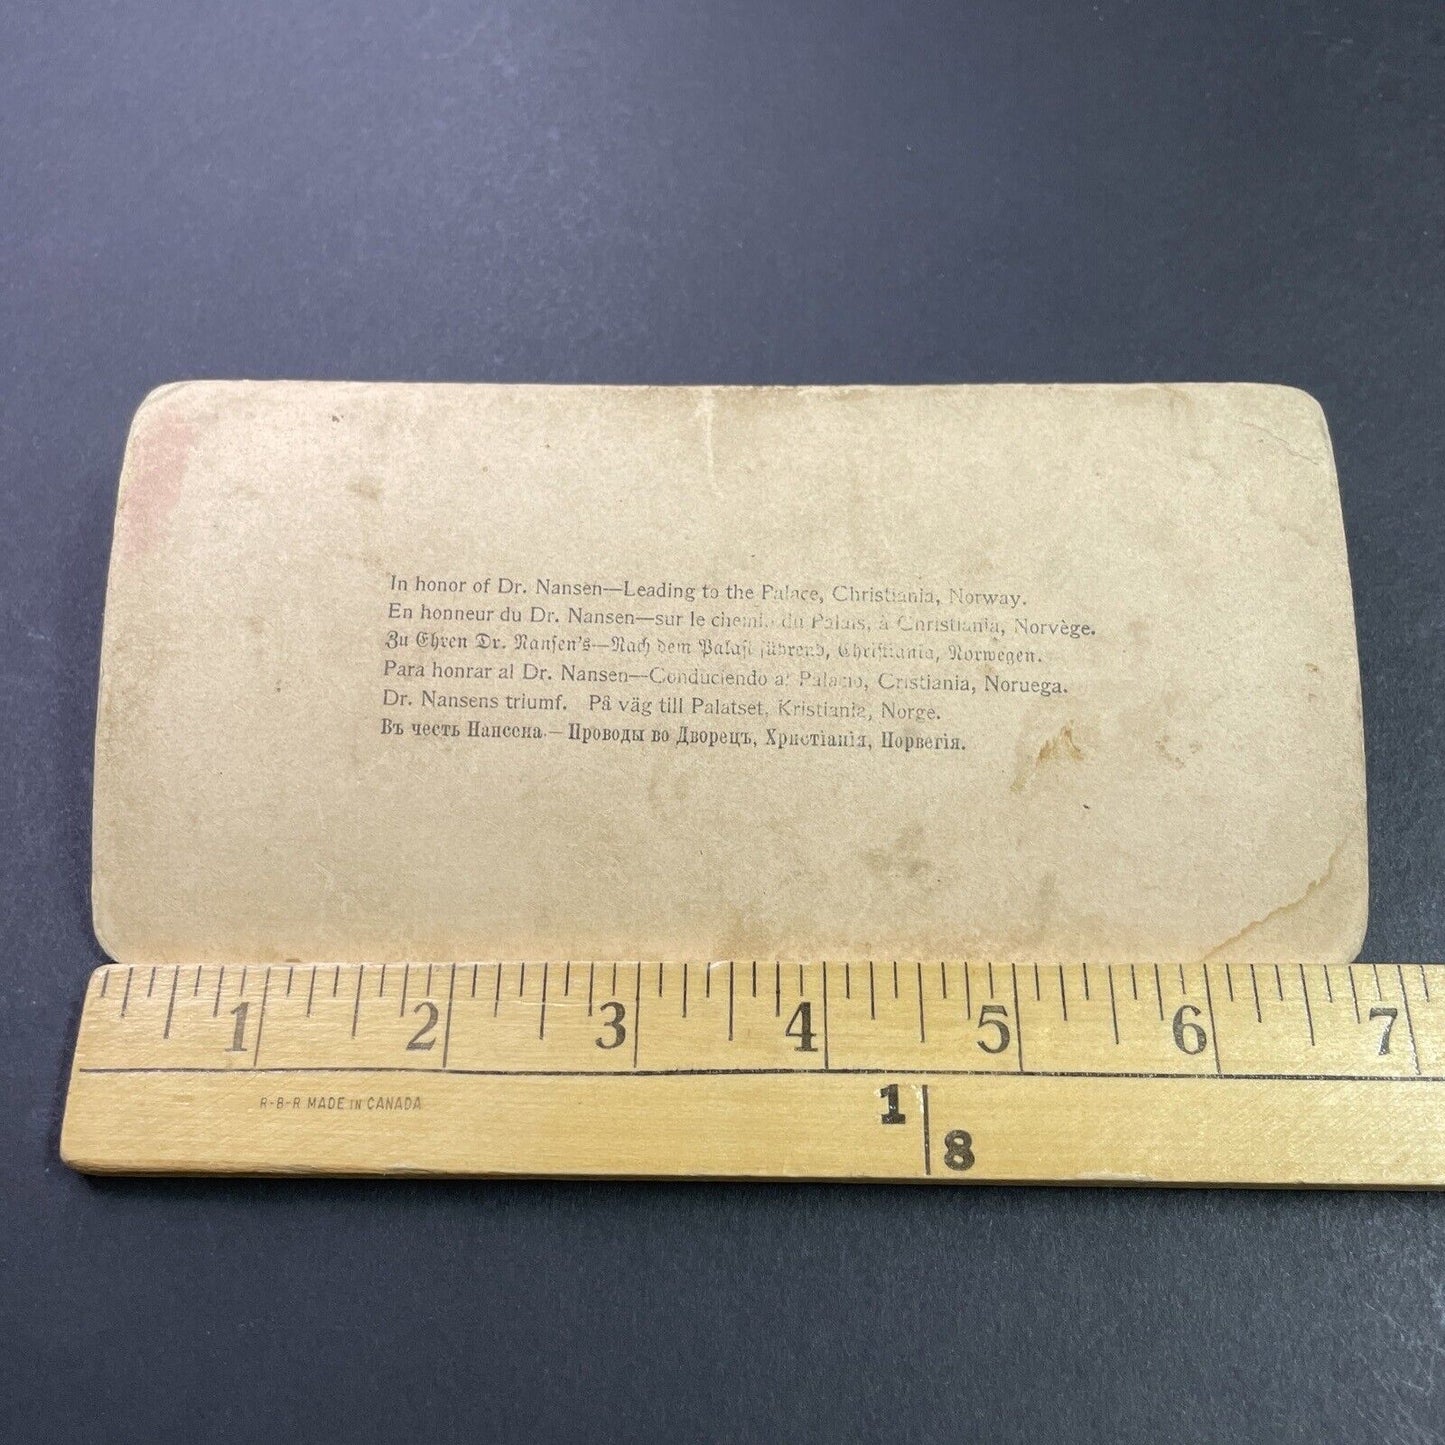 In honor of Dr. Nansen—Leading to the Palace, Christiania, Norway.
En honneur du Dr. Nansen—sur le chemin du Palais, à Christiania, Norvège.
Zu Ehren Dr. Nansen's—Nach dem Palast führend, Christiania, Norwegen.
Para honrar al Dr. Nansen—Conduciendo al Palacio, Cristiania, Noruega.
Dr. Nansens triumf. På väg till Palatset, Kristiania, Norge.
Въ честь Нансена.—Проводы во Дворецъ, Христіанія, Норвегія.
1 2 3 4 5 6 7
R-B-R MADE IN CANADA
1
8